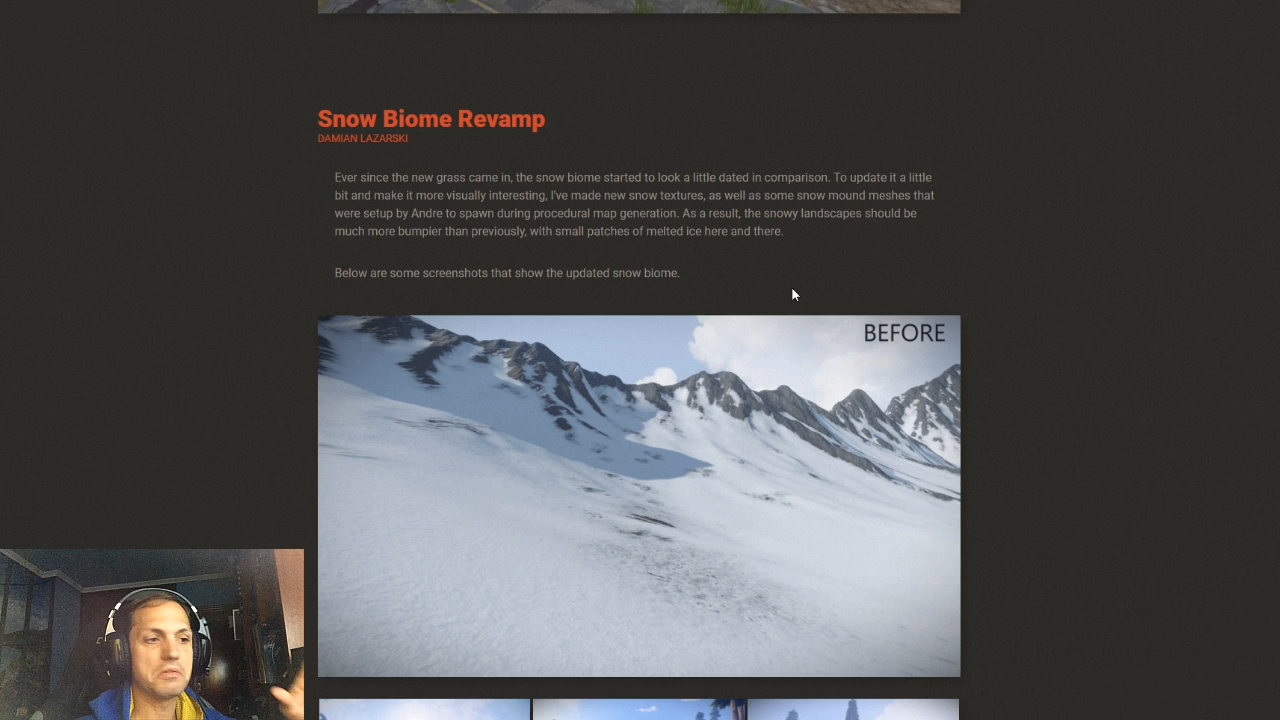 Snow Biome Revamp
DAMIAN LAZARSKI
Ever since the new grass came in, the snow biome started to look a little dated in comparison. To update it a little
bit and make it more visually interesting, I've made new snow textures, as well as some snow mound meshes that
were setup by Andre to spawn during procedural map generation. As a result, the snowy landscapes should be
much more bumpier than previously, with small patches of melted ice here and there.
Below are some screenshots that show the updated snow biome.
BEFORE